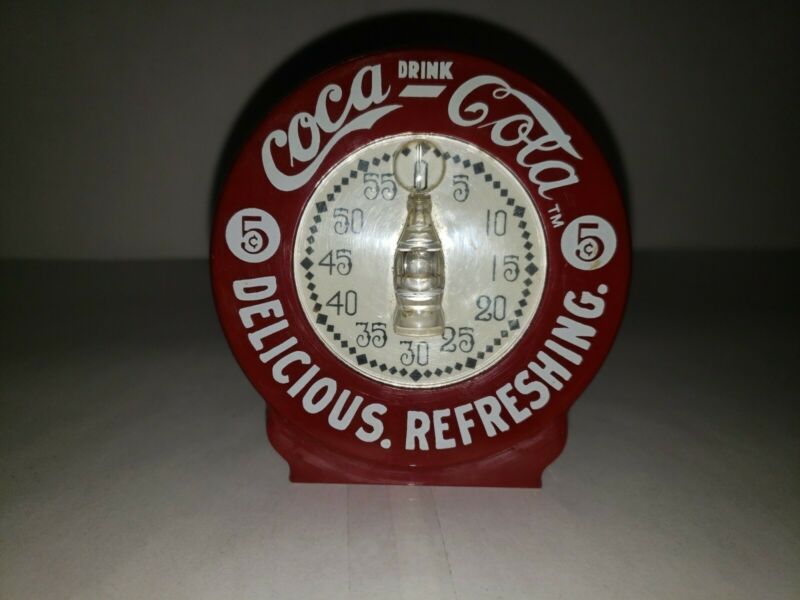 DRINK
Coca-Cola TM
5¢ 5¢
DELICIOUS. REFRESHING.
0
55 5
50 10
45 15
40 20
35 25
30